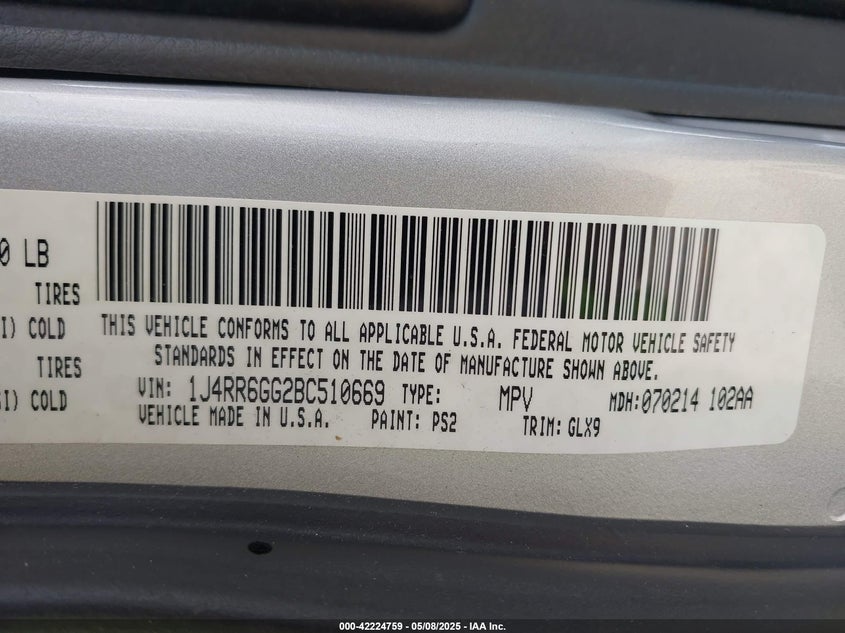 0 LB
TIRES
I) COLD
TIRES
SI) COLD
THIS VEHICLE CONFORMS TO ALL APPLICABLE U.S.A. FEDERAL MOTOR VEHICLE SAFETY
STANDARDS IN EFFECT ON THE DATE OF MANUFACTURE SHOWN ABOVE.
VIN: 1J4RR6GG2BC510669 TYPE: MPV MDH:070214 102AA
VEHICLE MADE IN U.S.A. PAINT: PS2 TRIM: GLX9
000-42224759 - 05/08/2025 - IAA Inc.